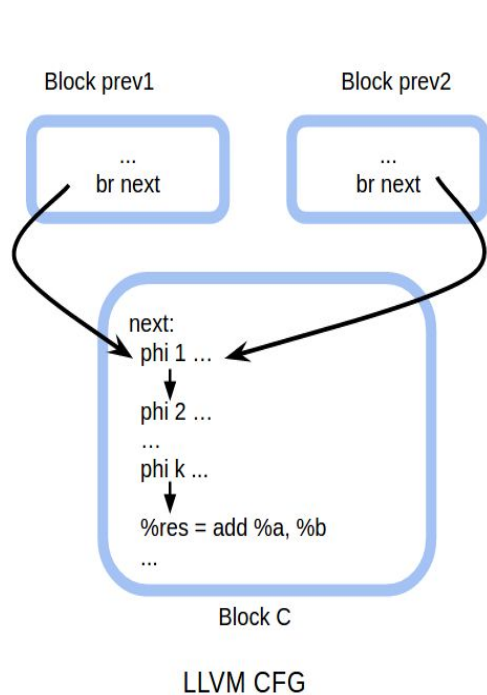 Block prev1
Block prev2
...
br next
...
br next
next:
phi 1 ...
phi 2 ...
...
phi k ...
%res = add %a, %b
...
Block C
LLVM CFG